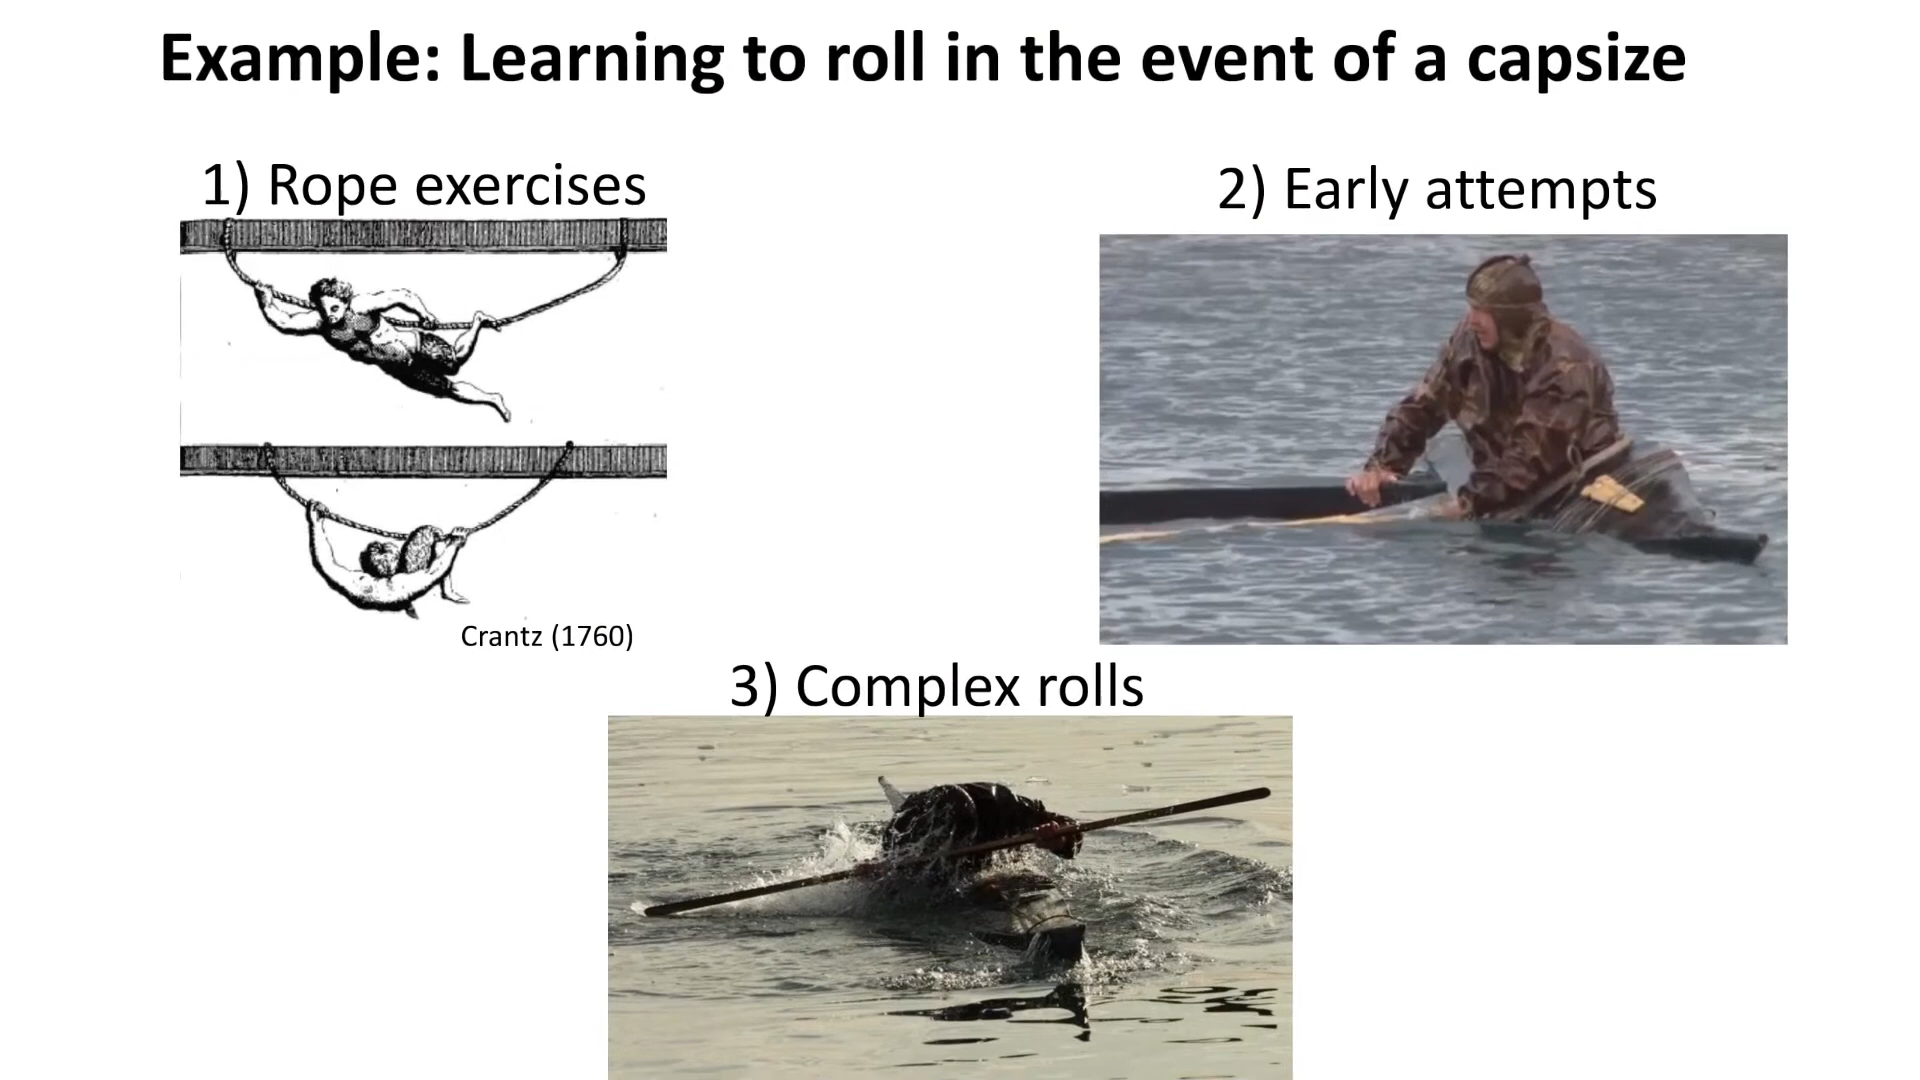 Example: Learning to roll in the event of a capsize
1) Rope exercises
2) Early attempts
Crantz (1760)
3) Complex rolls